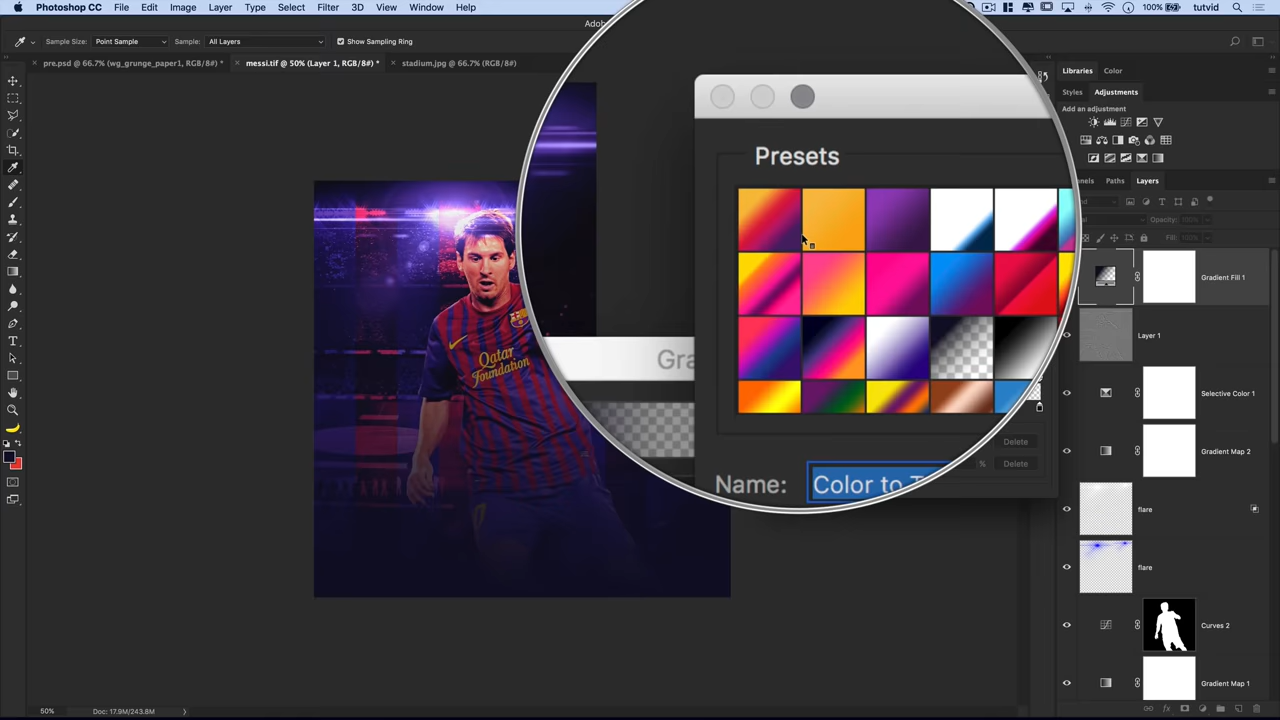 Photoshop CC File Edit Image Layer Type Select Filter 3D View Window Help
100% tutvid
Sample Size: Point Sample Sample: All Layers Show Sampling Ring
pre.psd @ 66.7% (wg_grunge_paper1, RGB/8#) * messi.tif @ 50% (Layer 1, RGB/8#) * stadium.jpg @ 66.7% (RGB/8#)
Libraries Color
Styles Adjustments
Add an adjustment
Presets
Paths Layers
Opacity: 100%
Fill: 100%
Gradient Fill 1
Layer 1
Selective Color 1
Gradient Map 2
flare
flare
Curves 2
Gradient Map 1
Qatar
Foundation
Delete
% Delete
Name: Color to
50% Doc: 17.9M/243.8M